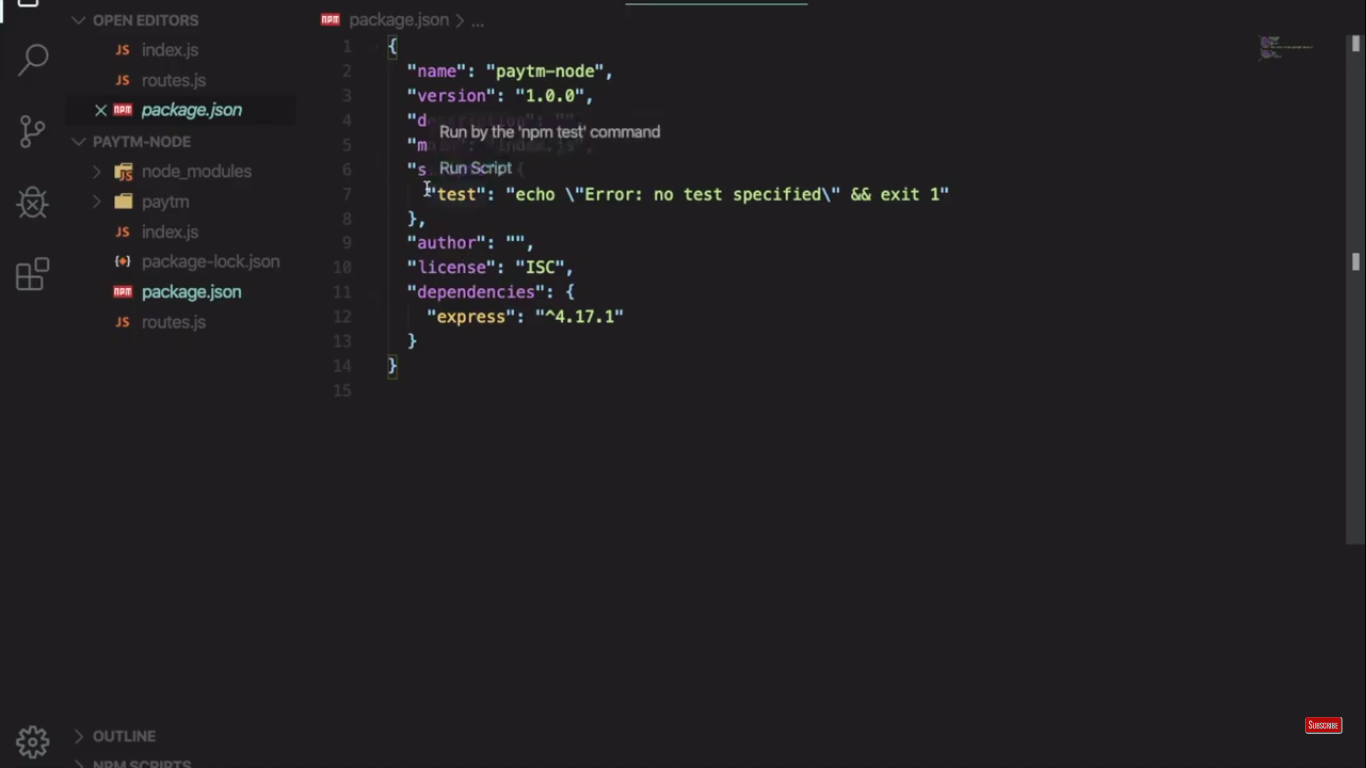 OPEN EDITORS
JS index.js
JS routes.js
package.json
PAYTM-NODE
node_modules
paytm
JS index.js
package-lock.json
package.json
JS routes.js
OUTLINE
NPM SCRIPTS
package.json > ...
1 {
2 "name": "paytm-node",
3 "version": "1.0.0",
4 "description": "",
Run by the 'npm test' command
5 "main": "index.js",
6 "s
Run Script
{
7 "test": "echo \"Error: no test specified\" && exit 1"
8 },
9 "author": "",
10 "license": "ISC",
11 "dependencies": {
12 "express": "^4.17.1"
13 }
14 }
15
SUBSCRIBE